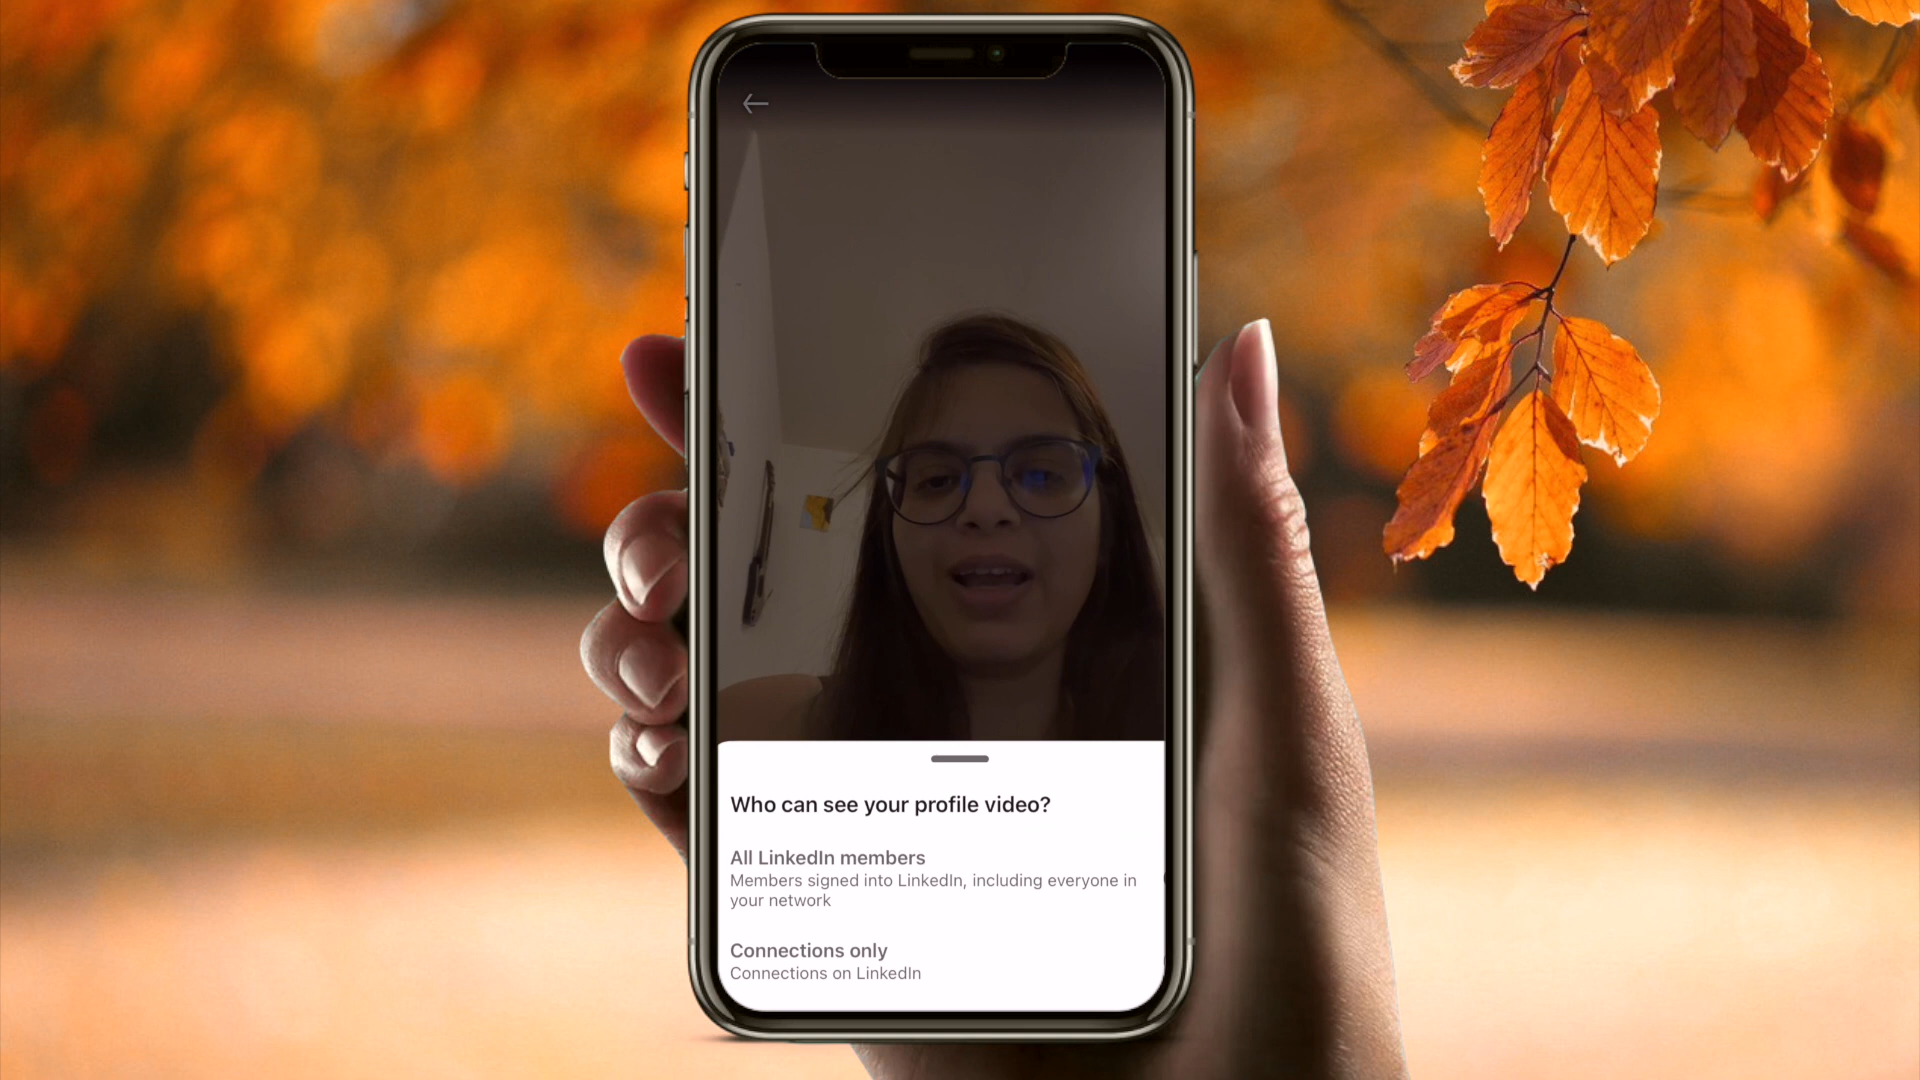 Who can see your profile video?
All LinkedIn members
Members signed into LinkedIn, including everyone in
your network
Connections only
Connections on LinkedIn